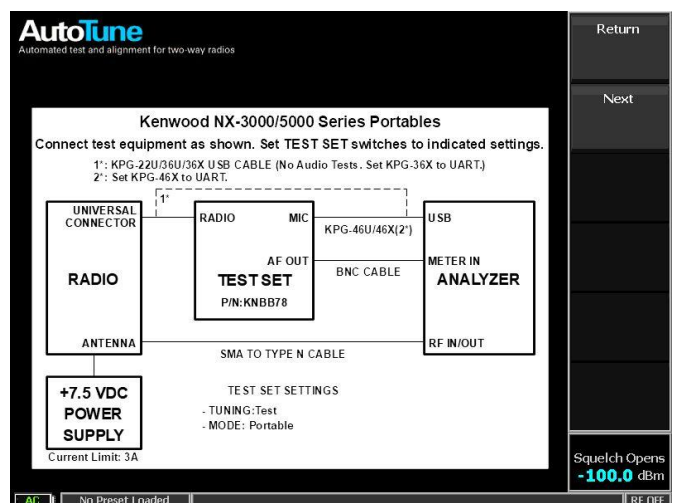 AutoTune
Automated test and alignment for two-way radios
Return
Next
Kenwood NX-3000/5000 Series Portables
Connect test equipment as shown. Set TEST SET switches to indicated settings.
1*: KPG-22U/36U/36X USB CABLE (No Audio Tests. Set KPG-36X to UART.)
2*: Set KPG-46X to UART.
1*
UNIVERSAL CONNECTOR
RADIO
ANTENNA
RADIO
MIC
AF OUT
TEST SET
P/N:KNBB78
KPG-46U/46X(2*)
BNC CABLE
USB
METER IN
ANALYZER
RF IN/OUT
SMA TO TYPE N CABLE
+7.5 VDC
POWER
SUPPLY
Current Limit: 3A
TEST SET SETTINGS
- TUNING:Test
- MODE: Portable
Squelch Opens
-100.0 dBm
AC
No Preset Loaded
RF OFF